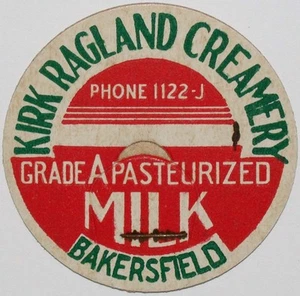 KIRK RAGLAND CREAMERY
PHONE 1122-J
GRADE A PASTEURIZED
MILK
BAKERSFIELD